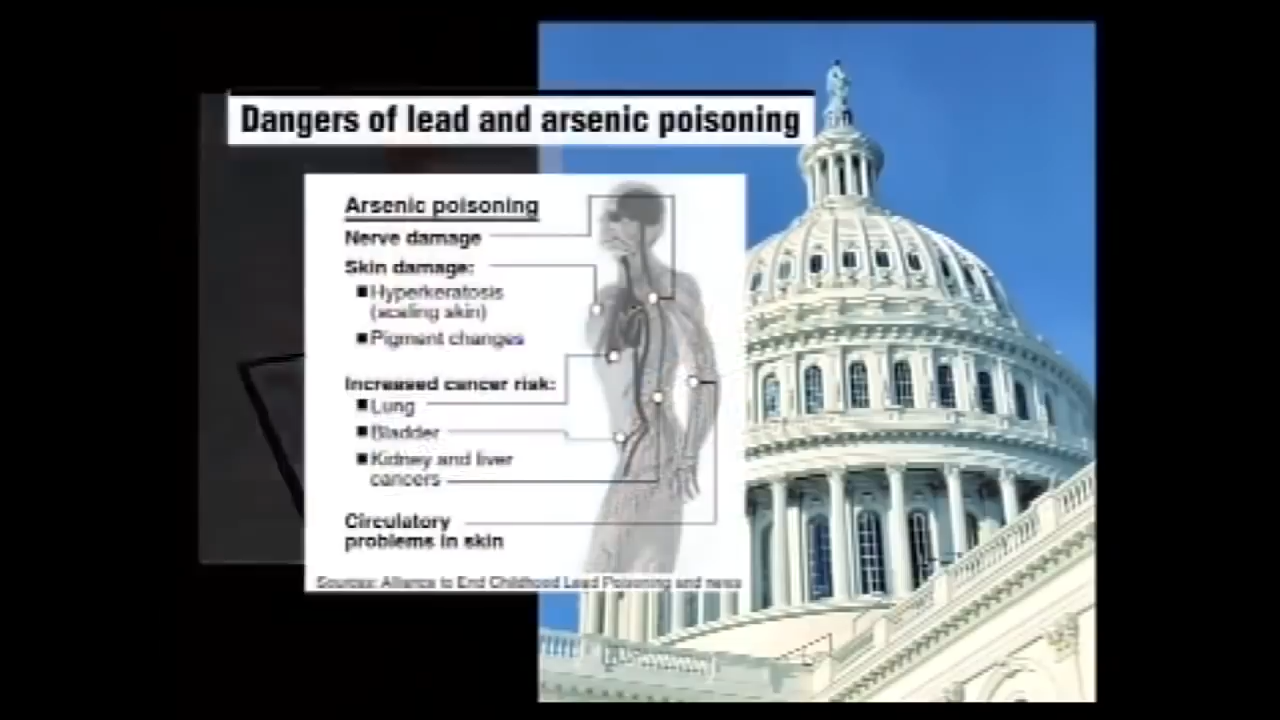 Dangers of lead and arsenic poisoning
Arsenic poisoning
Nerve damage
Skin damage:
Hyperkeratosis
(scaling skin)
Pigment changes
Increased cancer risk:
Lung
Bladder
Kidney and liver
cancers
Circulatory
problems in skin
Sources: Alliance to End Childhood Lead Poisoning and news